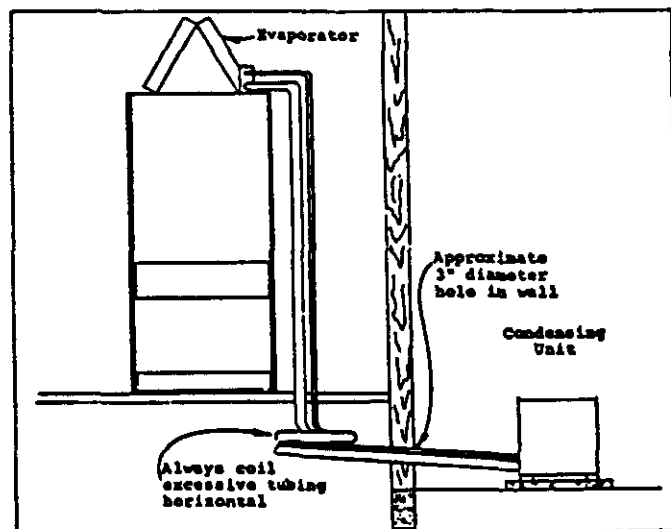 Evaporator
Approximate
3" diameter
hole in wall
Condensing
Unit
Always coil
excessive tubing
horizontal